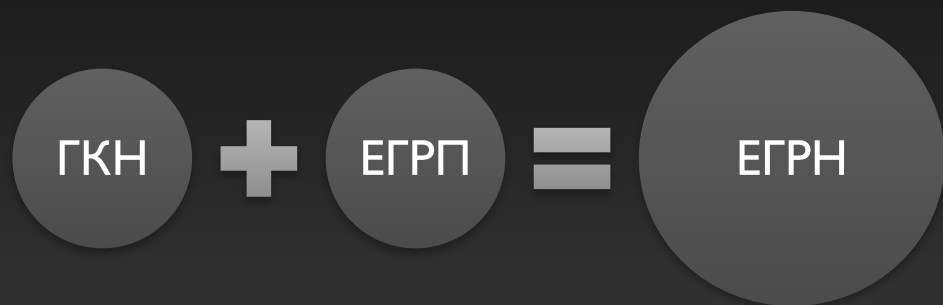 ГКН + ЕГРП = ЕГРН